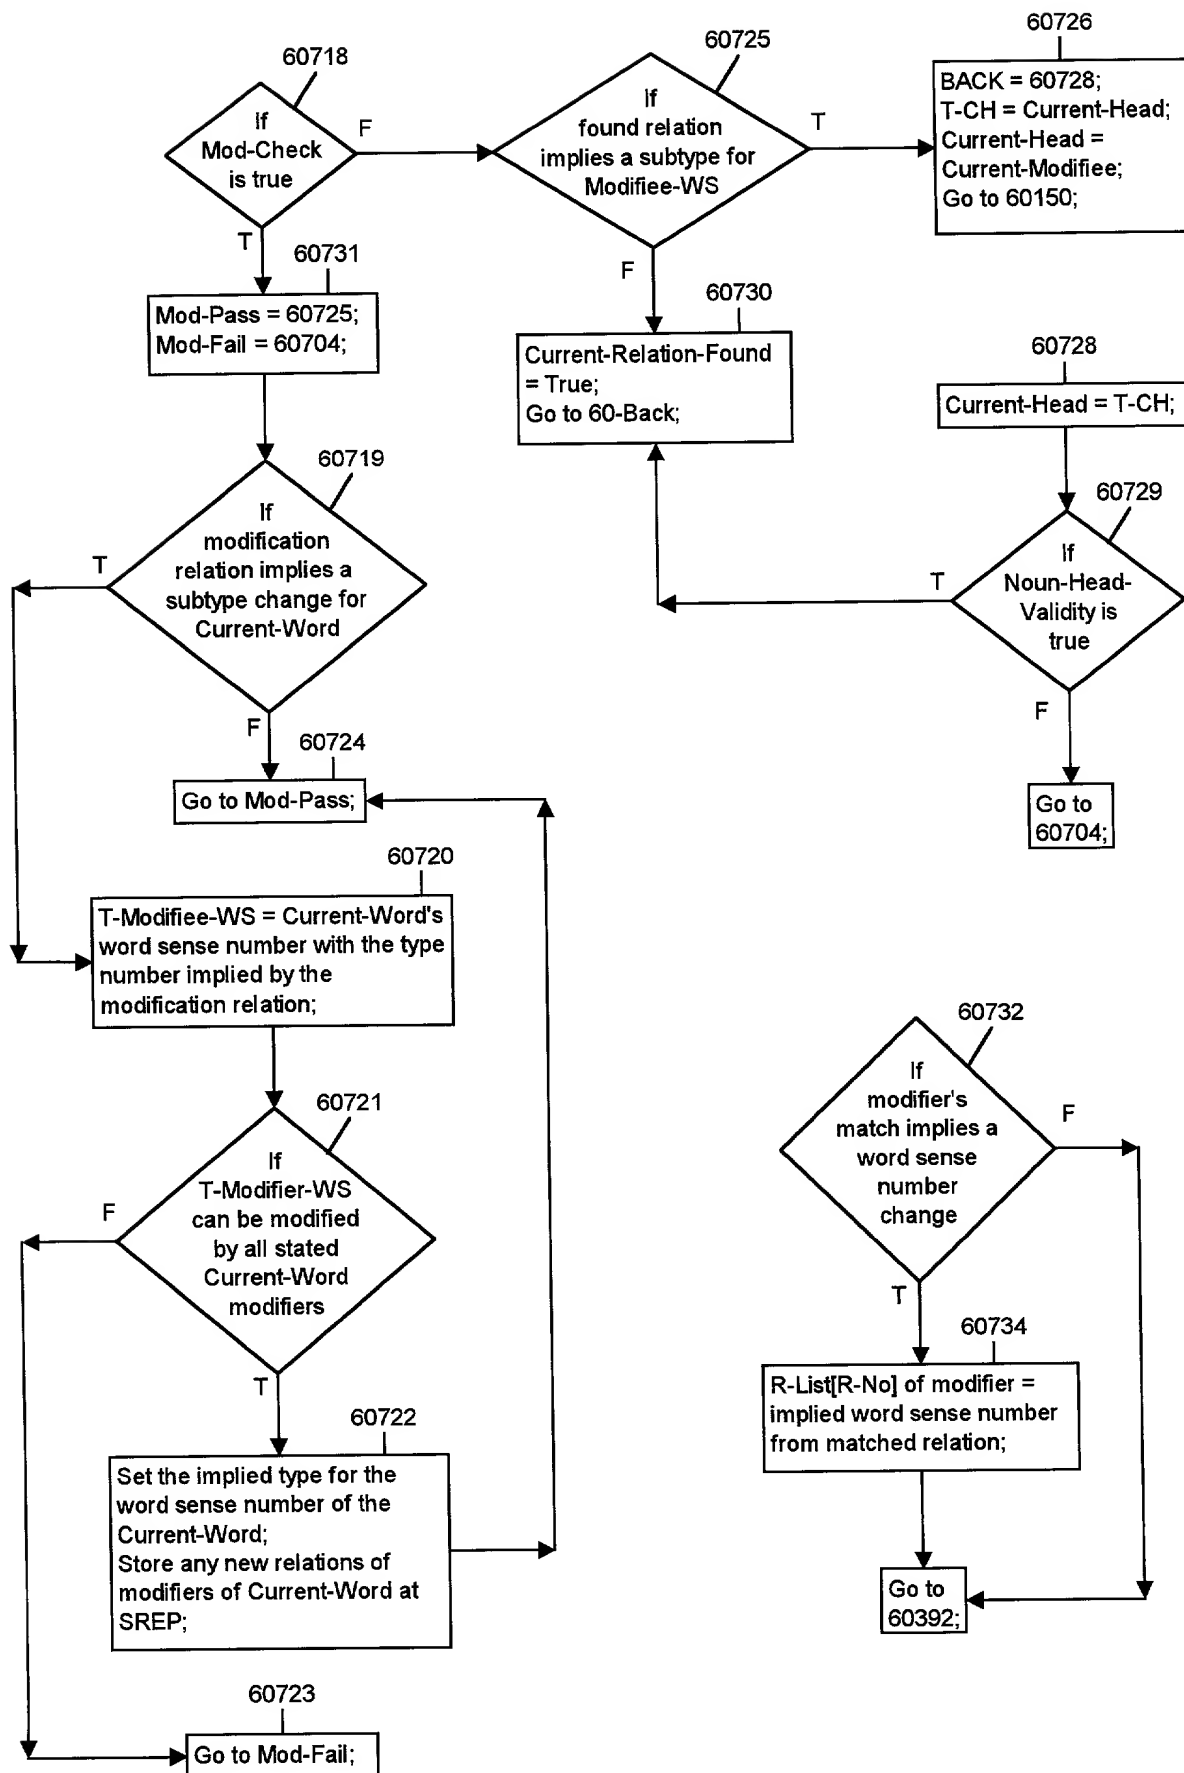 60718
If
Mod-Check
is true
F
T
60725
If
found relation
implies a subtype for
Modifiee-WS
T
F
60726
BACK = 60728;
T-CH = Current-Head;
Current-Head =
Current-Modifiee;
Go to 60150;
60731
Mod-Pass = 60725;
Mod-Fail = 60704;
60730
Current-Relation-Found
= True;
Go to 60-Back;
60728
Current-Head = T-CH;
60719
If
modification
relation implies a
subtype change for
Current-Word
T
F
60729
If
Noun-Head-
Validity is
true
T
F
60724
Go to Mod-Pass;
Go to
60704;
60720
T-Modifiee-WS = Current-Word's
word sense number with the type
number implied by the
modification relation;
60721
If
T-Modifier-WS
can be modified
by all stated
Current-Word
modifiers
F
T
60732
If
modifier's
match implies a
word sense
number
change
F
T
60722
Set the implied type for the
word sense number of the
Current-Word;
Store any new relations of
modifiers of Current-Word at
SREP;
60734
R-List[R-No] of modifier =
implied word sense number
from matched relation;
Go to
60392;
60723
Go to Mod-Fail;